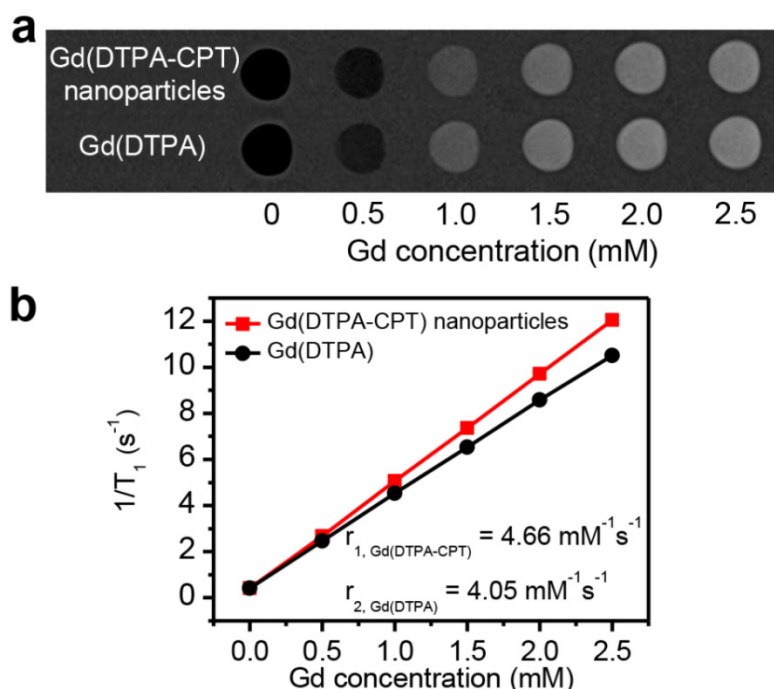 a
Gd(DTPA-CPT)
nanoparticles
Gd(DTPA)
0 0.5 1.0 1.5 2.0 2.5
Gd concentration (mM)
b
Gd(DTPA-CPT) nanoparticles
Gd(DTPA)
1/T₁ (s⁻¹)
12
10
8
6
4
2
0
r₁, Gd(DTPA-CPT) = 4.66 mM⁻¹s⁻¹
r₂, Gd(DTPA) = 4.05 mM⁻¹s⁻¹
0.0 0.5 1.0 1.5 2.0 2.5
Gd concentration (mM)